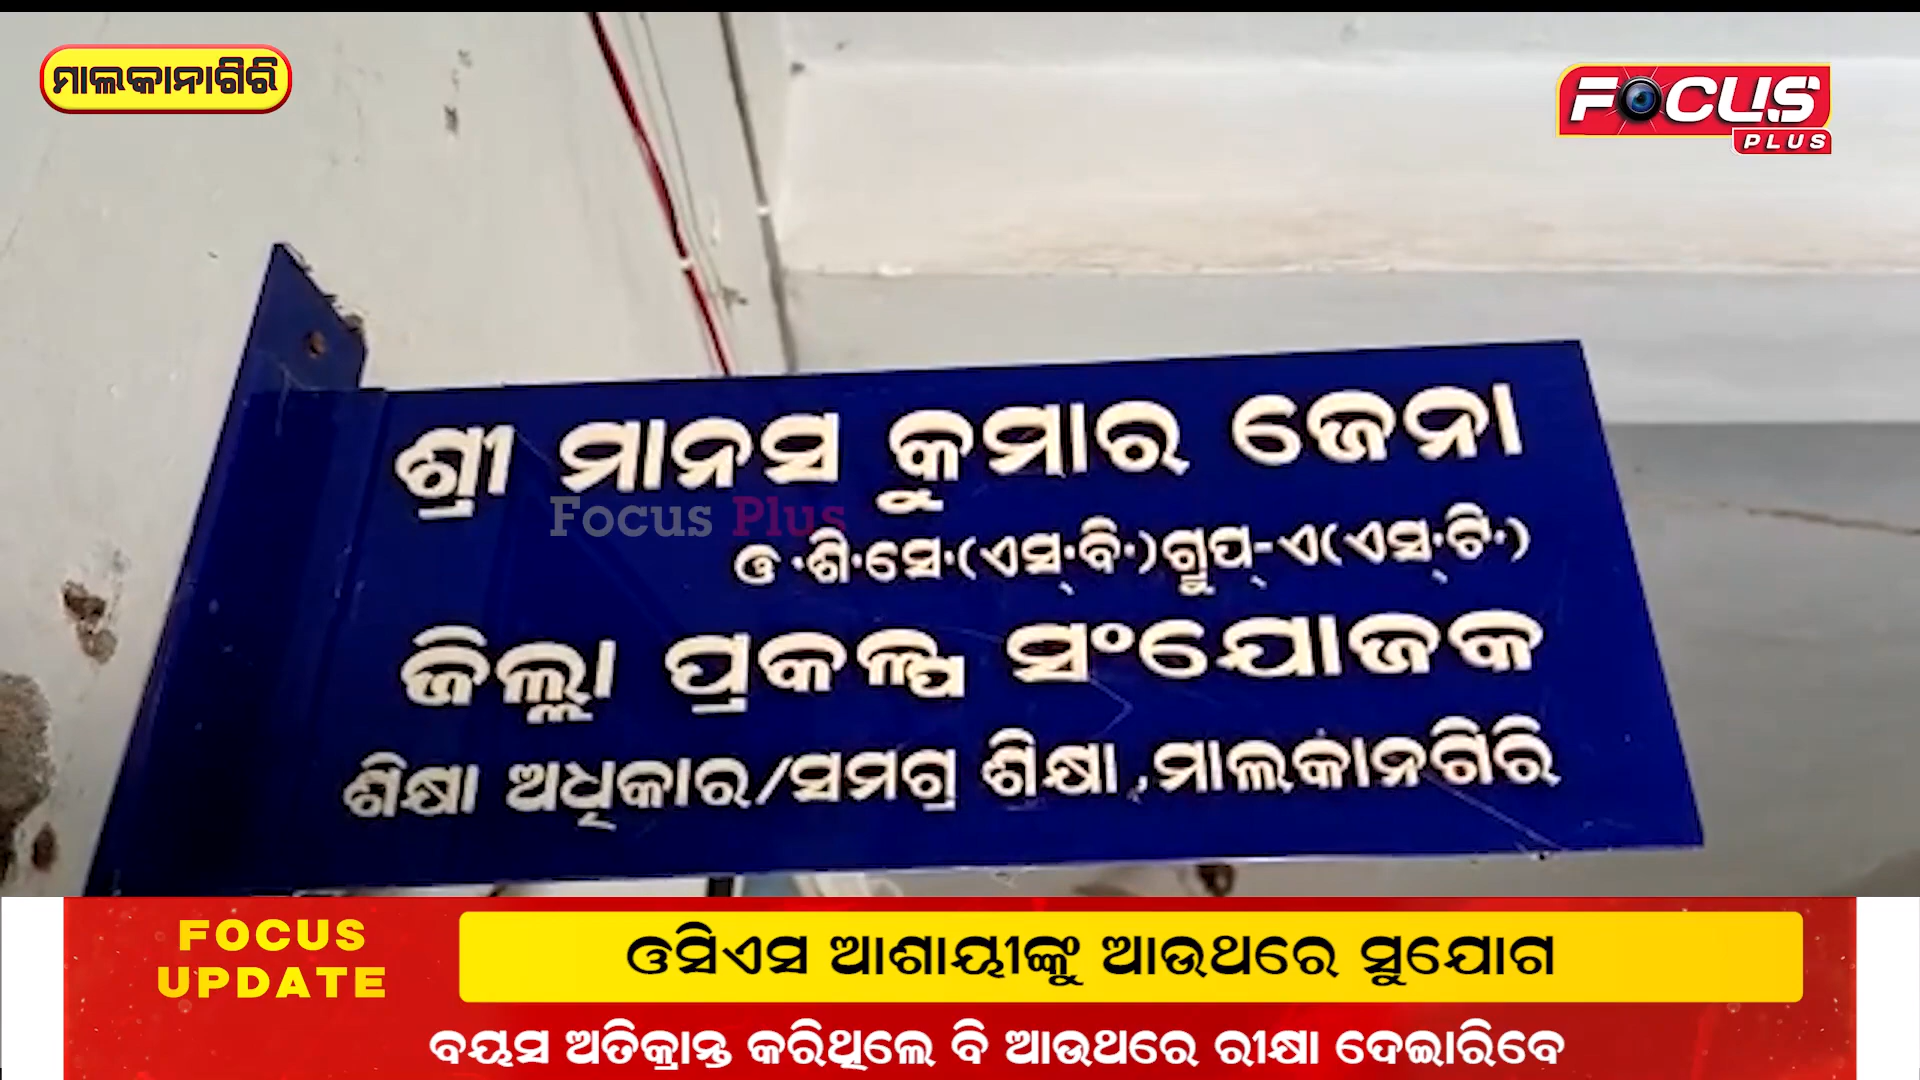 ମାଲକାନାଗିରି
FOCUS
PLUS
ଶ୍ରୀ ମାନସ କୁମାର ଜେନା
Focus Plus
ଓ.ଶି.ସେ.(ଏସ୍.ବି.)ଗ୍ରୁପ୍-ଏ(ଏସ୍.ଟି.)
ଜିଲ୍ଲା ପ୍ରକଳ୍ପ ସଂଯୋଜକ
ଶିକ୍ଷା ଅଧିକାର/ସମଗ୍ର ଶିକ୍ଷା,ମାଲକାନଗିରି
FOCUS
UPDATE
ଓସିଏସ ଆଶାୟୀଙ୍କୁ ଆଉଥରେ ସୁଯୋଗ
ବୟସ ଅତିକ୍ରାନ୍ତ କରିଥିଲେ ବି ଆଉଥରେ ରୀକ୍ଷା ଦେଇାରିବେ